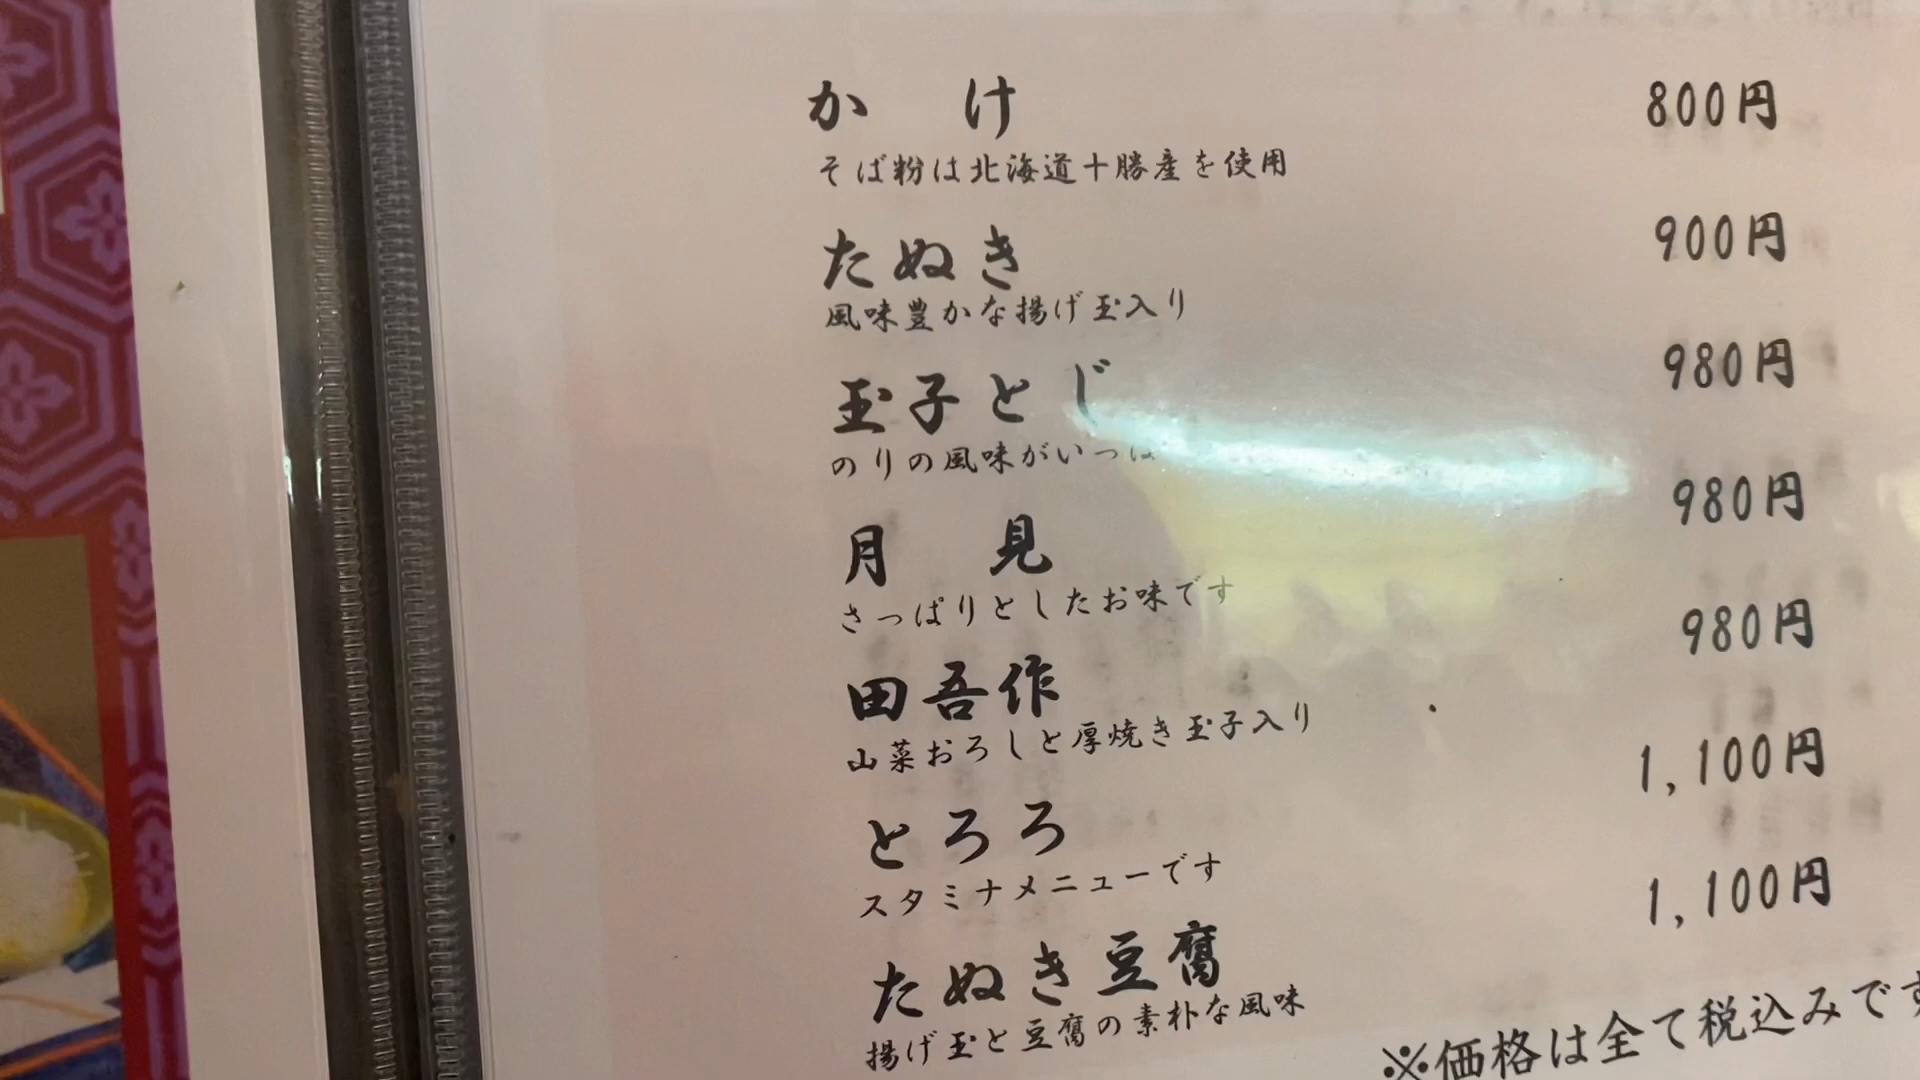 かけ 800円
そば粉は北海道十勝産を使用
たぬき 900円
風味豊かな揚げ玉入り
玉子とじ 980円
のりの風味がいっぱ
月見 980円
さっぱりとしたお味です
田吾作 980円
山菜おろしと厚焼き玉子入り
とろろ 1,100円
スタミナメニューです
たぬき豆腐 1,100円
揚げ玉と豆腐の素朴な風味
※価格は全て税込みです